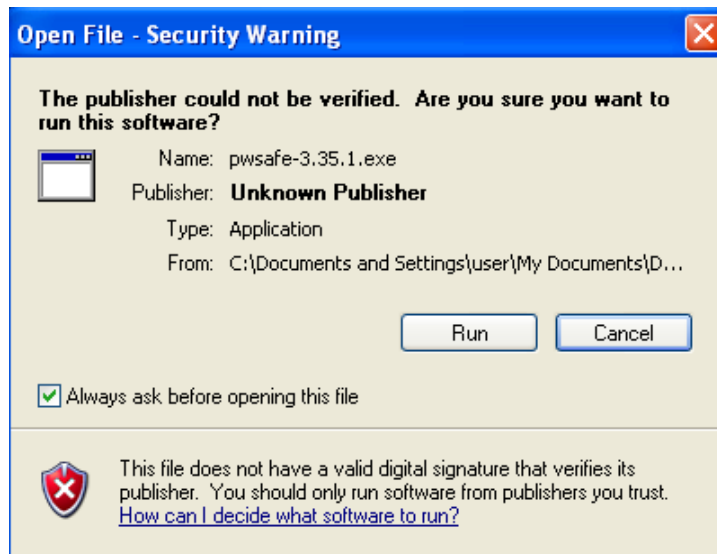 Open File - Security Warning
The publisher could not be verified.  Are you sure you want to
run this software?
Name: pwsafe-3.35.1.exe
Publisher: Unknown Publisher
Type: Application
From: C:\Documents and Settings\user\My Documents\D...
Run Cancel
Always ask before opening this file
This file does not have a valid digital signature that verifies its
publisher.  You should only run software from publishers you trust.
How can I decide what software to run?